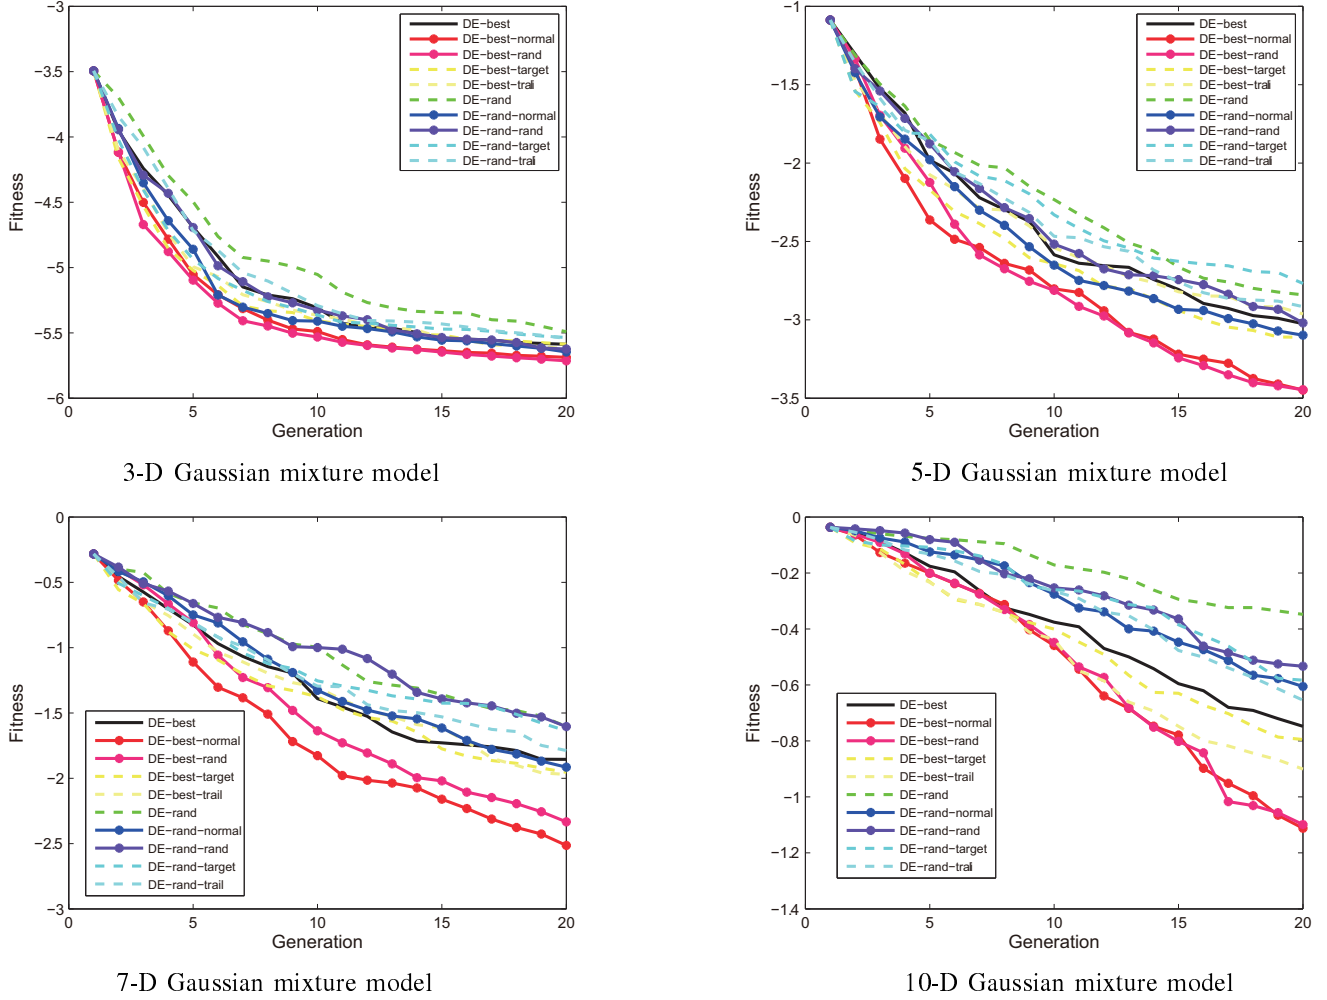 −3
−3.5
−4
−4.5
−5
−5.5
−6
Fitness
0 5 10 15 20
Generation
DE−best
DE−best−normal
DE−best−rand
DE−best−target
DE−best−trali
DE−rand
DE−rand−normal
DE−rand−rand
DE−rand−target
DE−rand−trali
3-D Gaussian mixture model
−1
−1.5
−2
−2.5
−3
−3.5
Fitness
0 5 10 15 20
Generation
DE−best
DE−best−normal
DE−best−rand
DE−best−target
DE−best−trali
DE−rand
DE−rand−normal
DE−rand−rand
DE−rand−target
DE−rand−trali
5-D Gaussian mixture model
0
−0.5
−1
−1.5
−2
−2.5
−3
Fitness
0 5 10 15 20
Generation
DE−best
DE−best−normal
DE−best−rand
DE−best−target
DE−best−trail
DE−rand
DE−rand−normal
DE−rand−rand
DE−rand−target
DE−rand−trail
7-D Gaussian mixture model
0
−0.2
−0.4
−0.6
−0.8
−1
−1.2
−1.4
Fitness
0 5 10 15 20
Generation
DE−best
DE−best−normal
DE−best−rand
DE−best−target
DE−best−trail
DE−rand
DE−rand−normal
DE−rand−rand
DE−rand−target
DE−rand−trali
10-D Gaussian mixture model